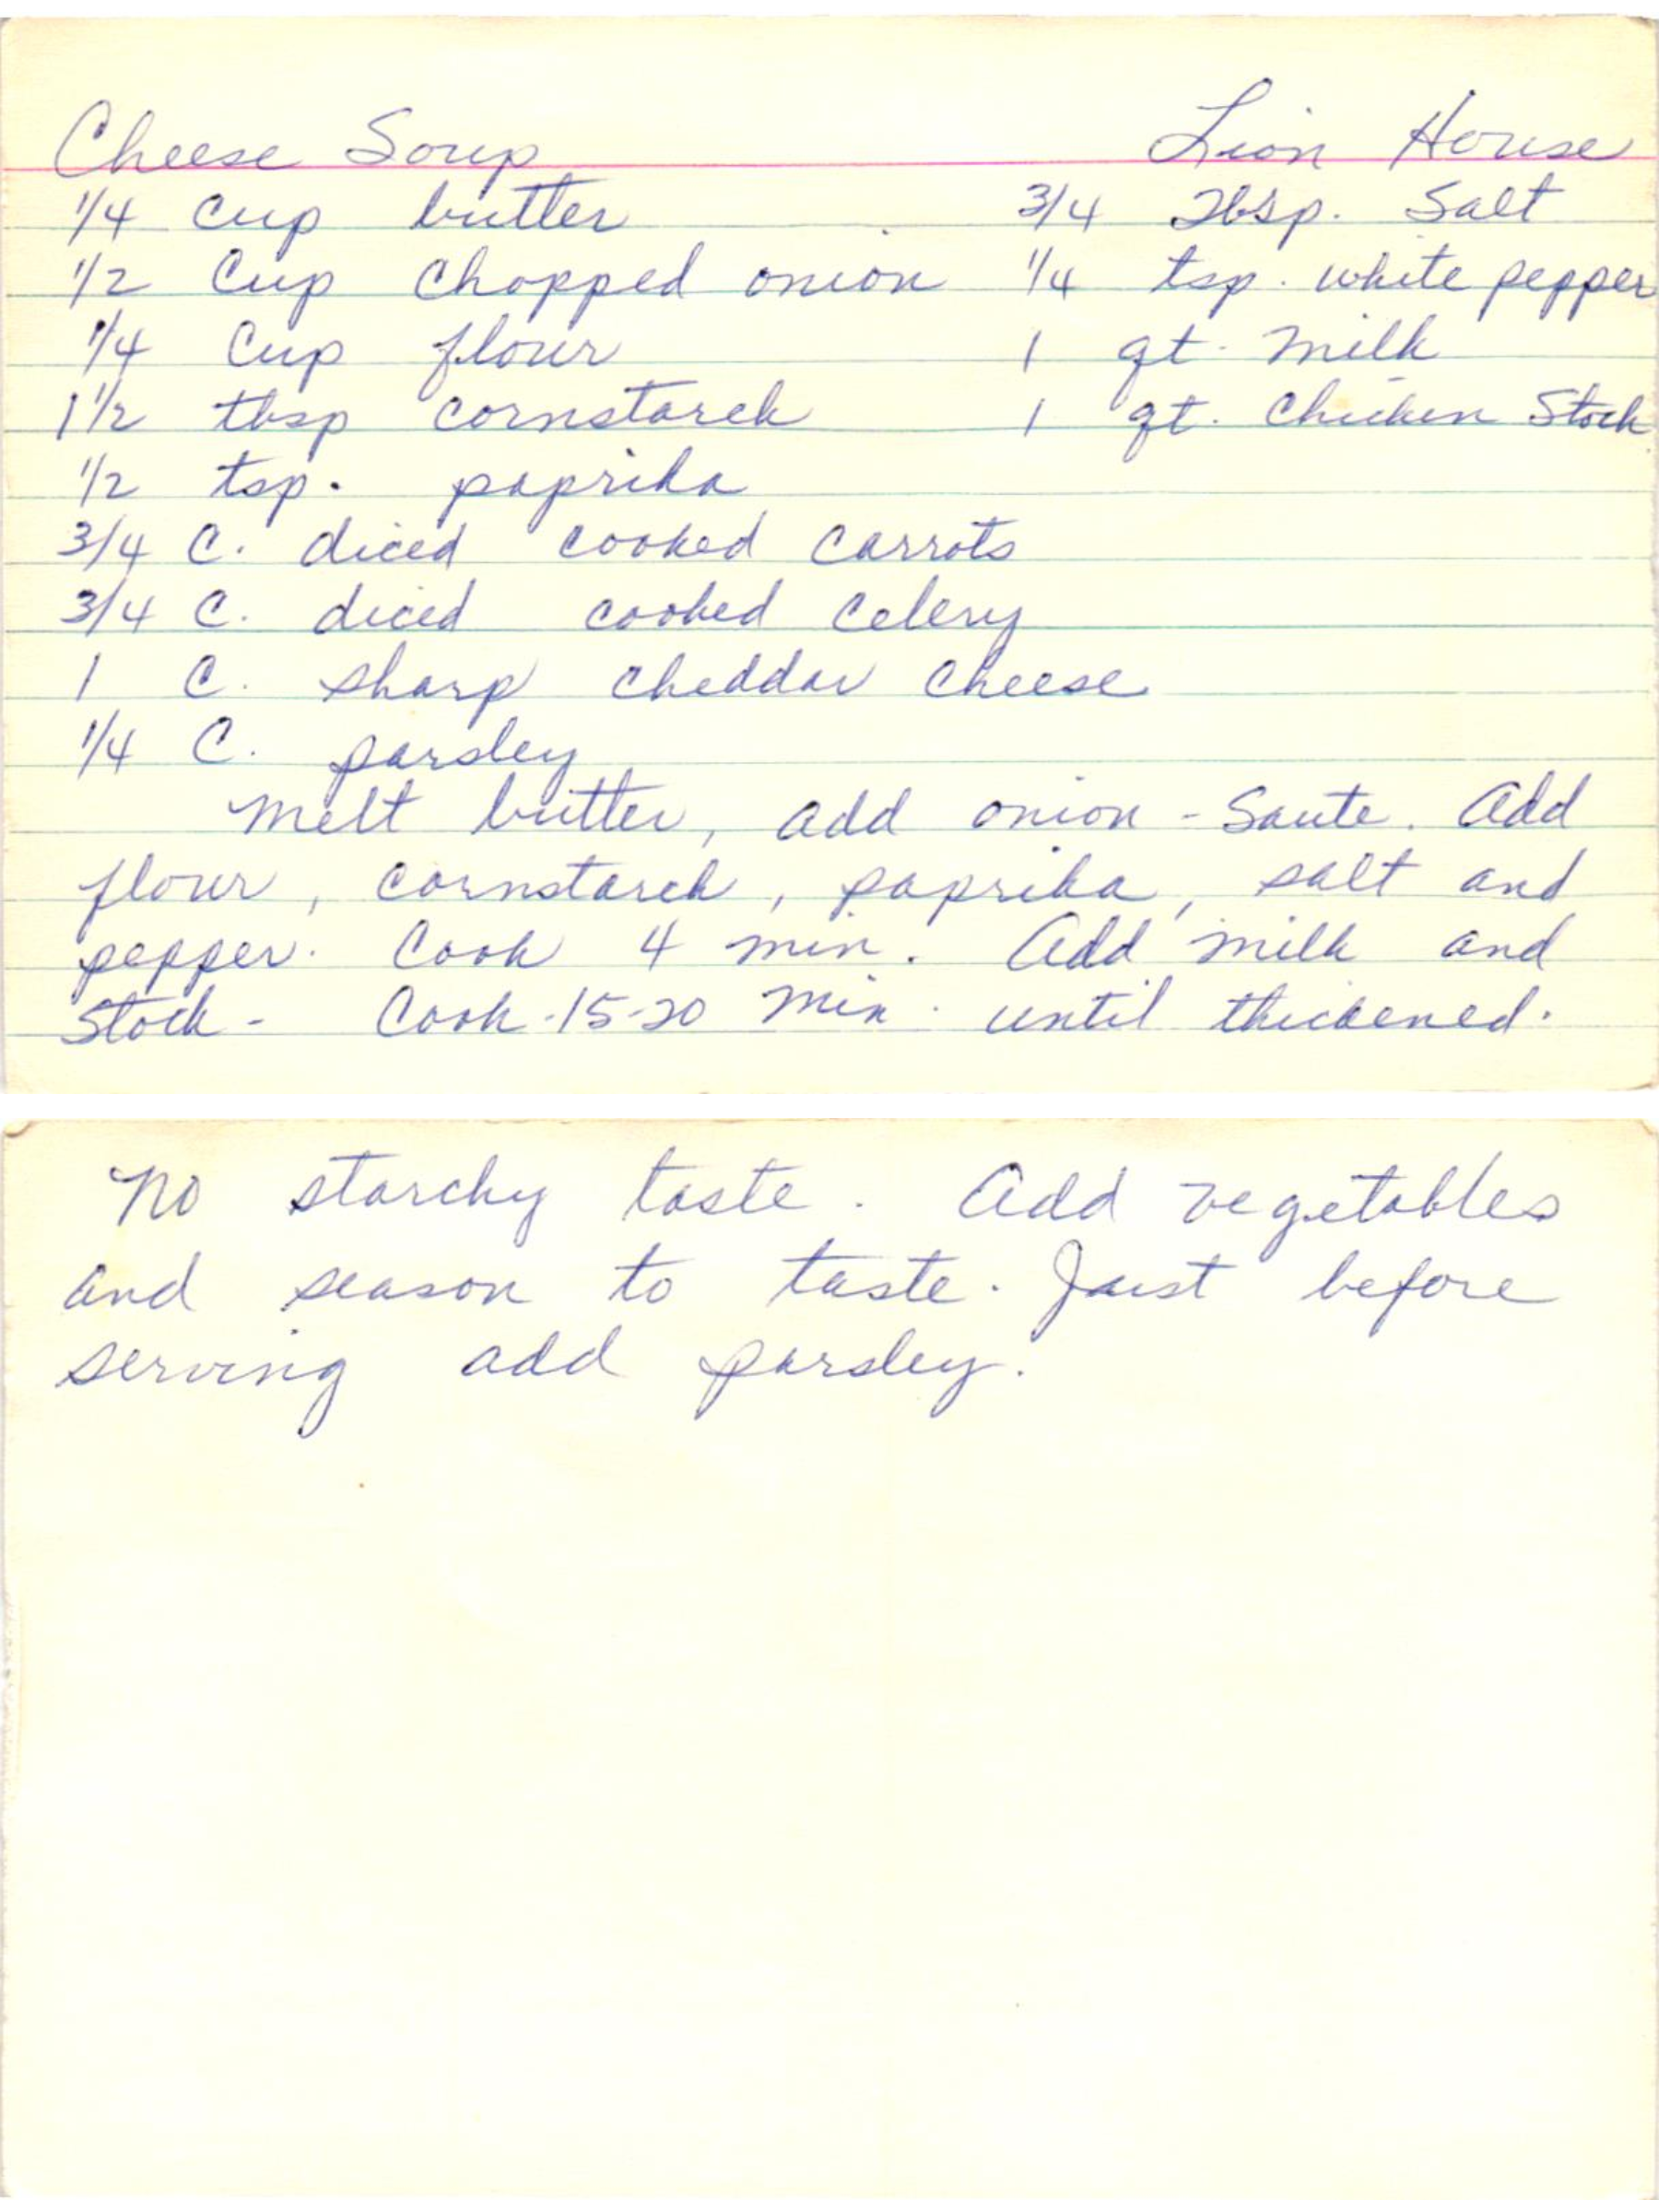 Cheese Soup Lion House
1/4 cup butter 3/4 Tbsp. Salt
1/2 Cup Chopped onion 1/4 tsp. white pepper
1/4 Cup flour 1 qt. Milk
1 1/2 tbsp cornstarch 1 qt. Chicken Stock
1/2 tsp. paprika
3/4 C. diced cooked carrots
3/4 C. diced cooked celery
1 C. sharp cheddar cheese
1/4 C. parsley
Melt butter, add onion - Saute. Add
flour, cornstarch, paprika, salt and
pepper. Cook 4 min. Add milk and
Stock - Cook 15-20 Min. until thickened.
No starchy taste. Add vegetables
and season to taste. Just before
serving add parsley.